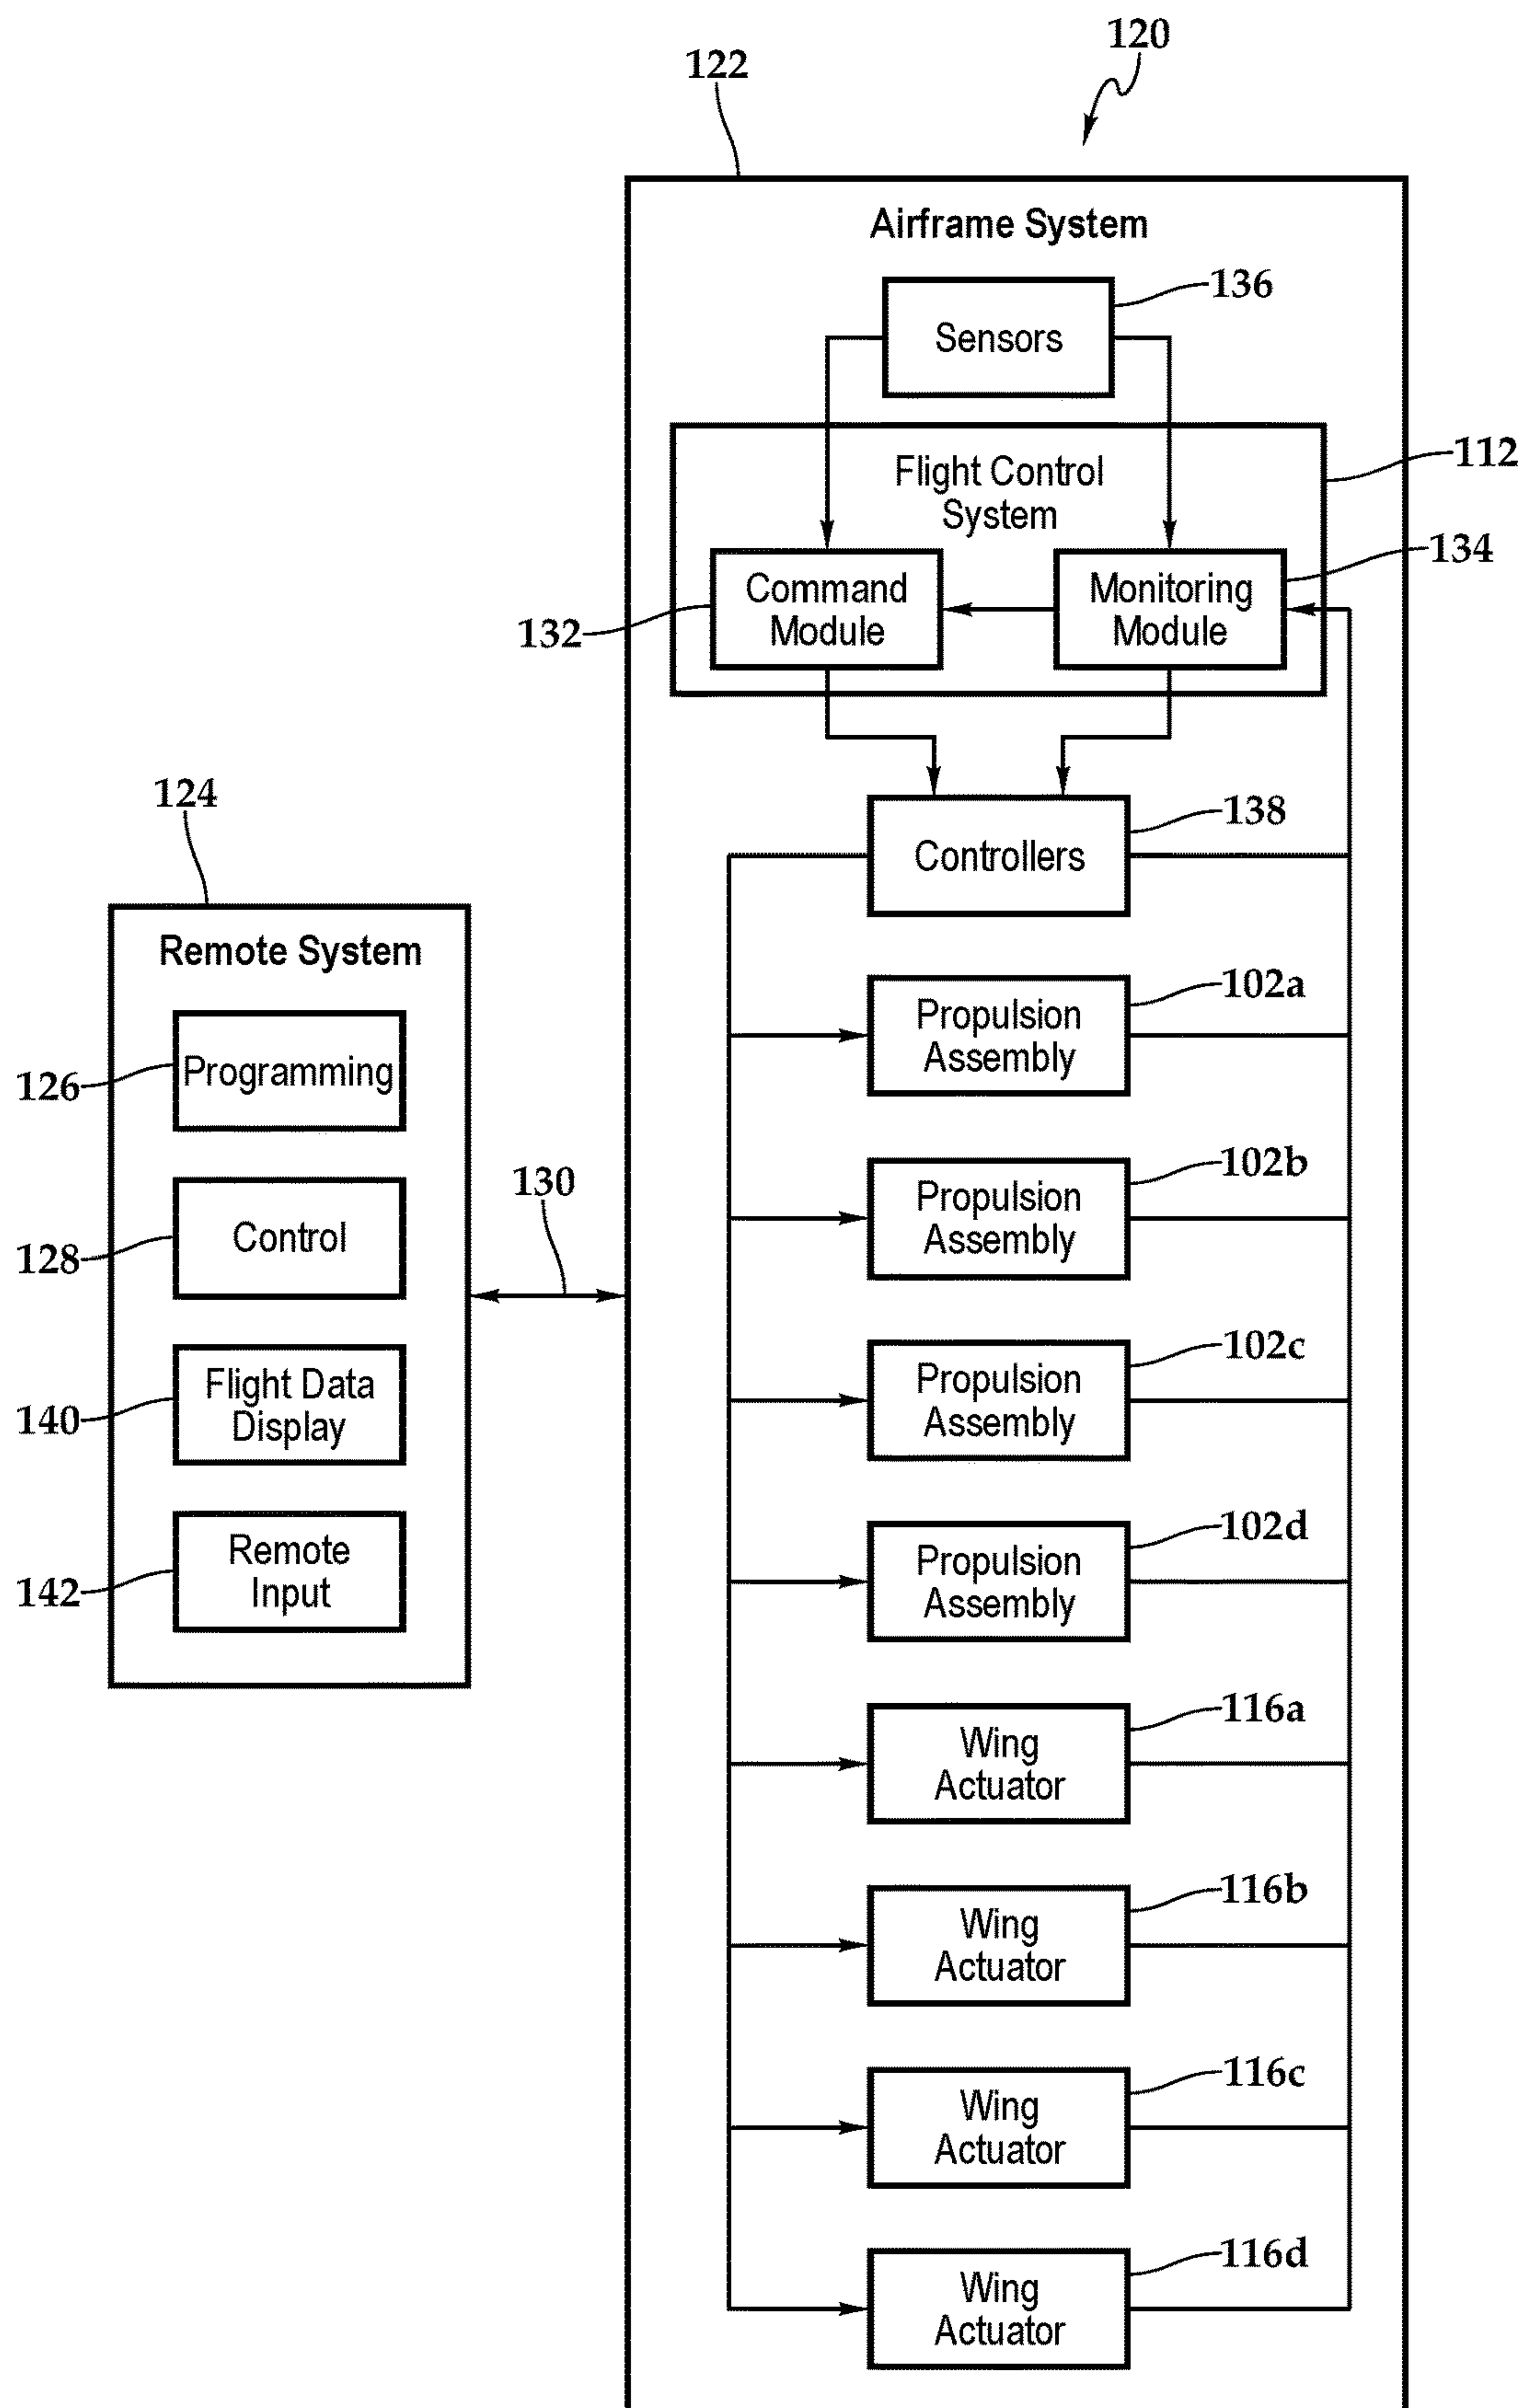 120
122
Airframe System
136
Sensors
112
Flight Control
System
134
Command
Module
Monitoring
Module
132
138
Controllers
124
Remote System
102a
Propulsion
Assembly
126
Programming
102b
Propulsion
Assembly
130
128
Control
102c
Propulsion
Assembly
140
Flight Data
Display
102d
Propulsion
Assembly
142
Remote
Input
116a
Wing
Actuator
116b
Wing
Actuator
116c
Wing
Actuator
116d
Wing
Actuator